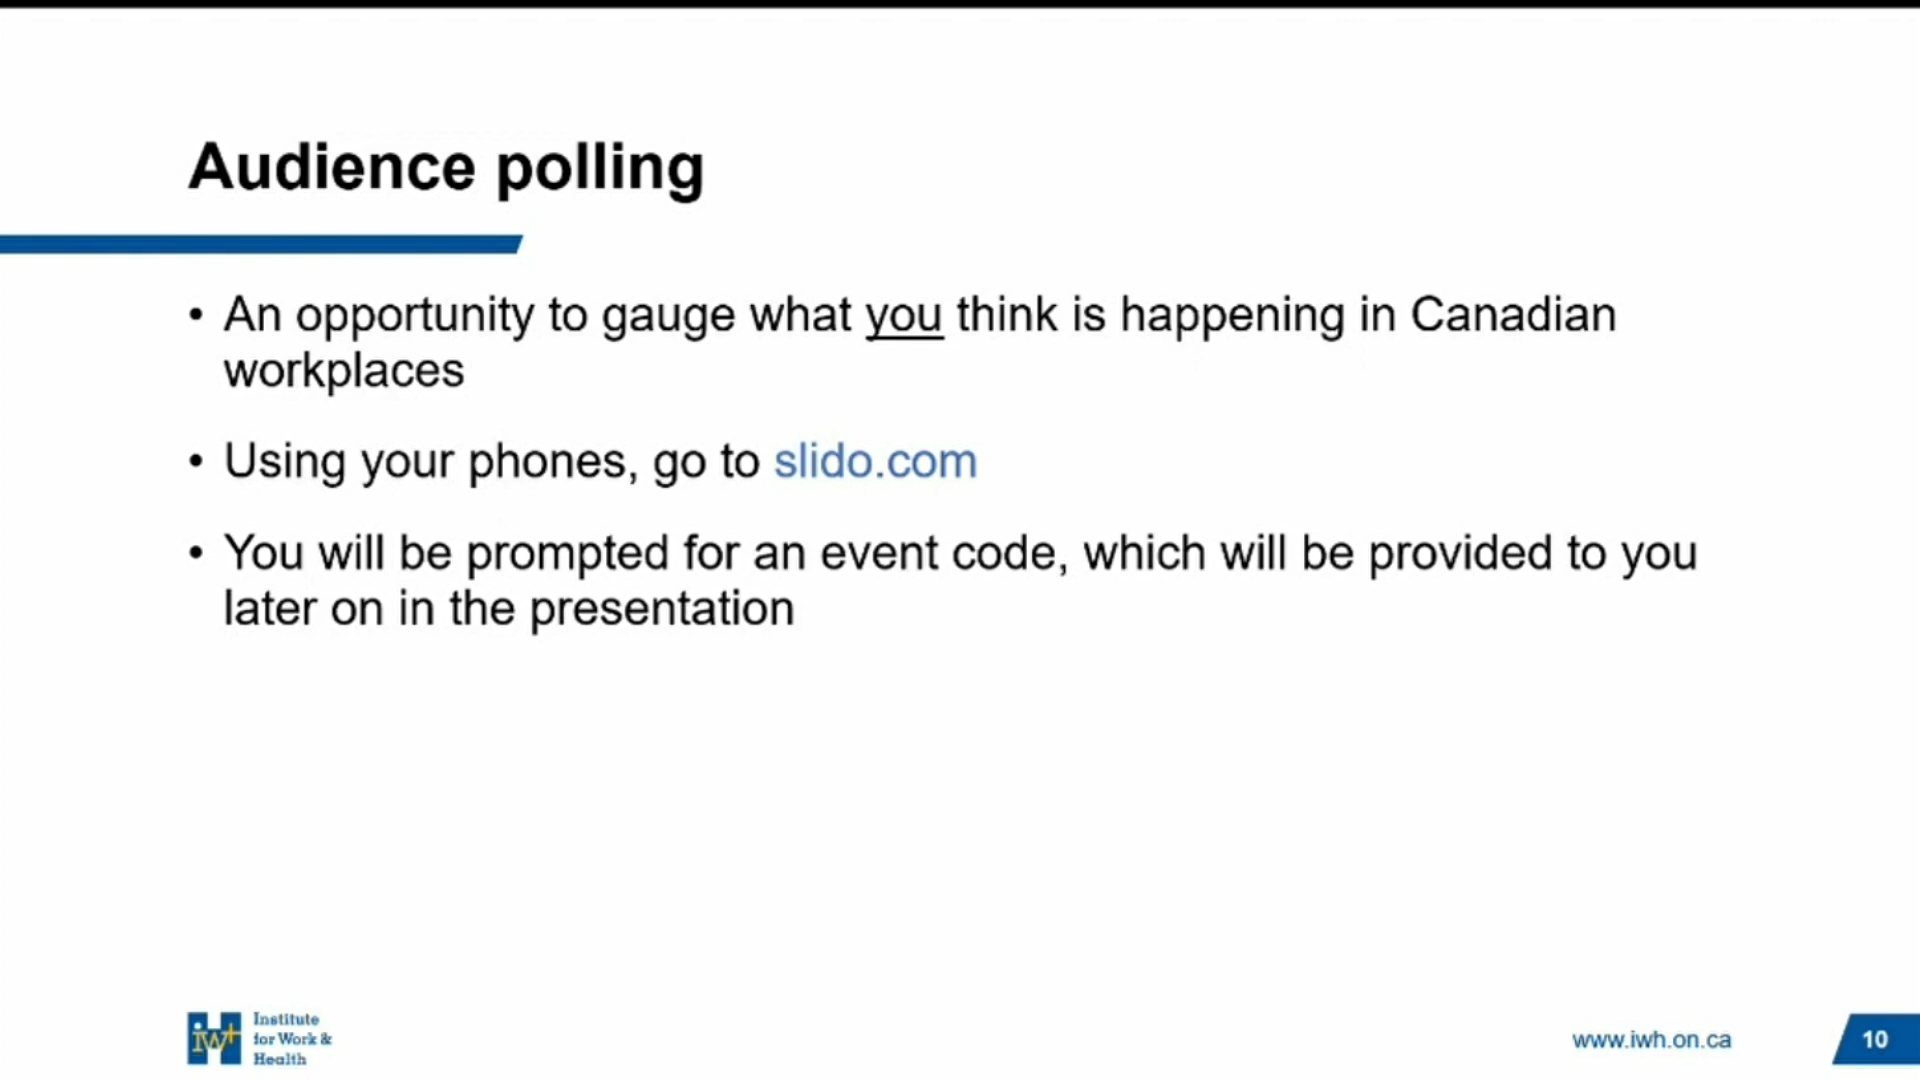 Audience polling
• An opportunity to gauge what you think is happening in Canadian
workplaces
• Using your phones, go to slido.com
• You will be prompted for an event code, which will be provided to you
later on in the presentation
iwh
Institute
for Work &
Health
www.iwh.on.ca
10